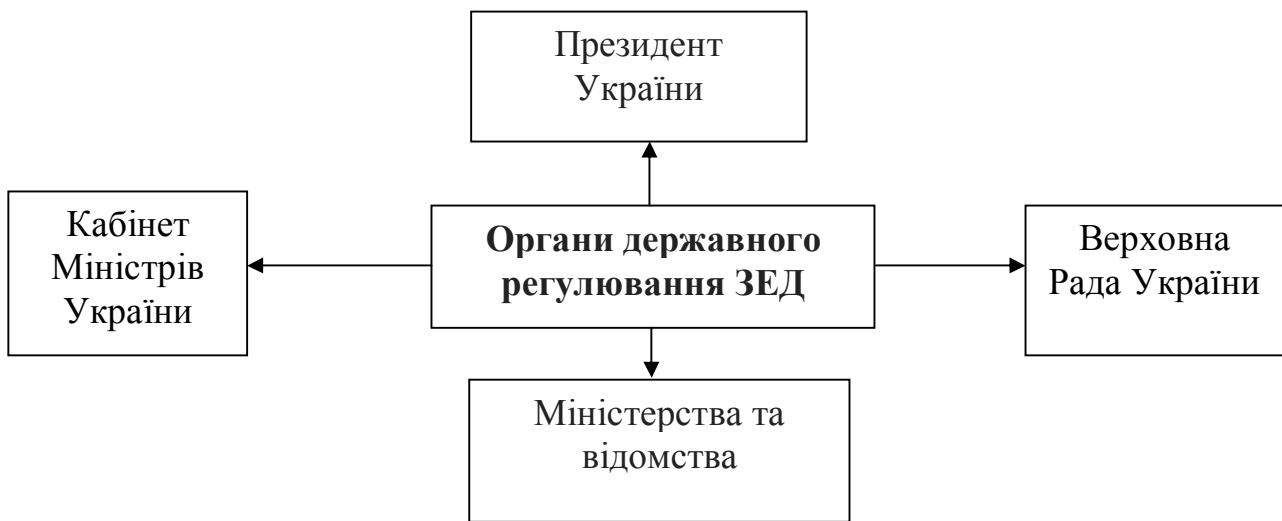 Президент
України
Кабінет
Міністрів
України
Органи державного
регулювання ЗЕД
Верховна
Рада України
Міністерства та
відомства